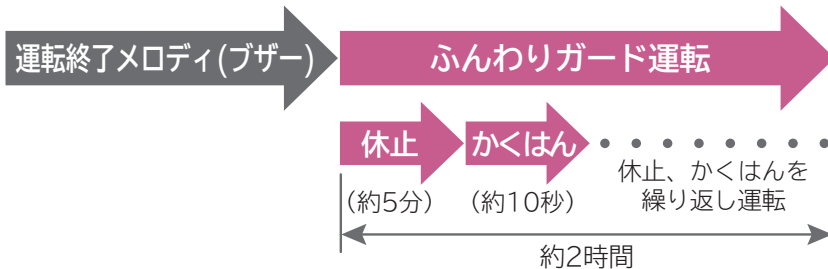 運転終了メロディ(ブザー)
ふんわりガード運転
休止
かくはん
(約5分)
(約10秒)
休止、かくはんを
繰り返し運転
約2時間